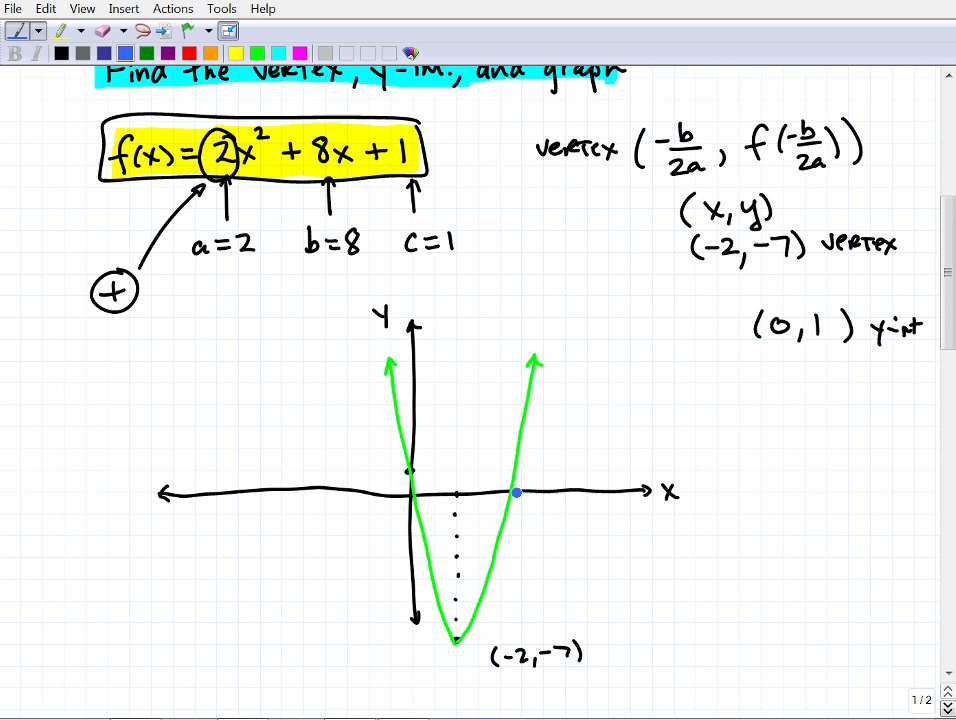 File Edit View Insert Actions Tools Help
B I
Find the vertex, y-int., and graph
f(x) = 2x² + 8x + 1
vertex (-b/2a, f(-b/2a))
(x, y)
a=2 b=8 c=1
(-2, -7) vertex
+
Y
(0, 1) y-int
X
(-2, -7)
1/2